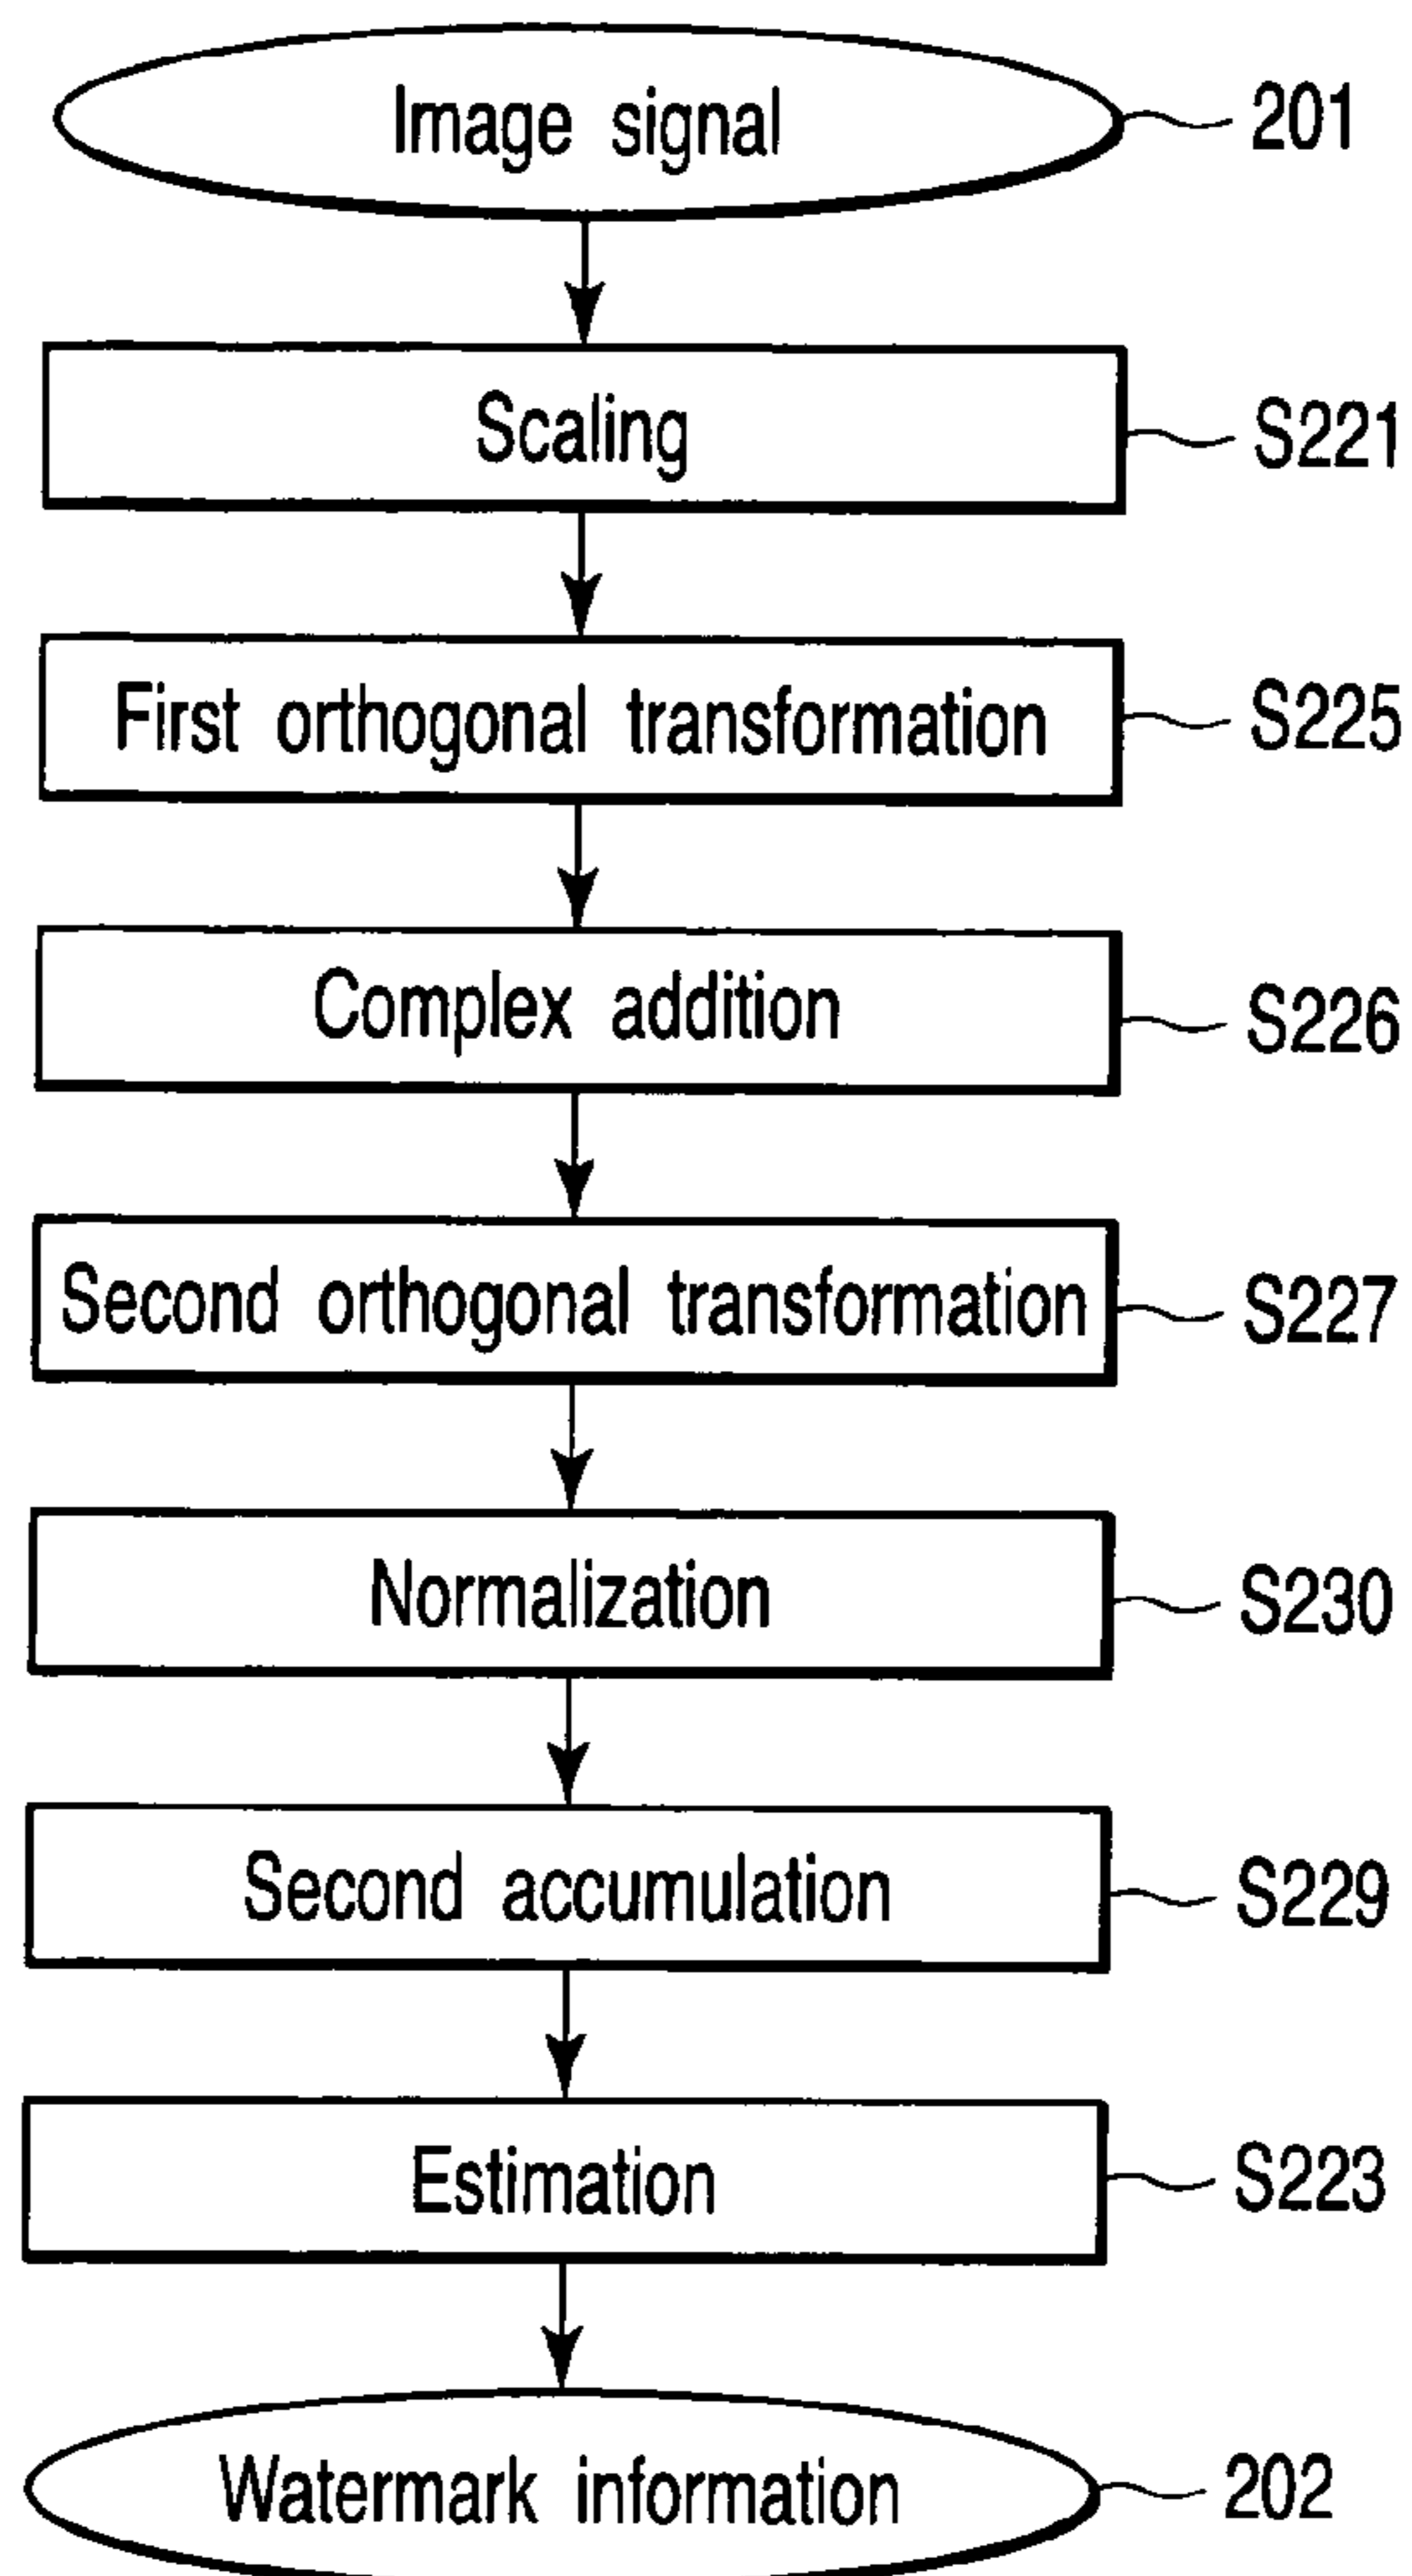 Image signal 201
Scaling S221
First orthogonal transformation S225
Complex addition S226
Second orthogonal transformation S227
Normalization S230
Second accumulation S229
Estimation S223
Watermark information 202